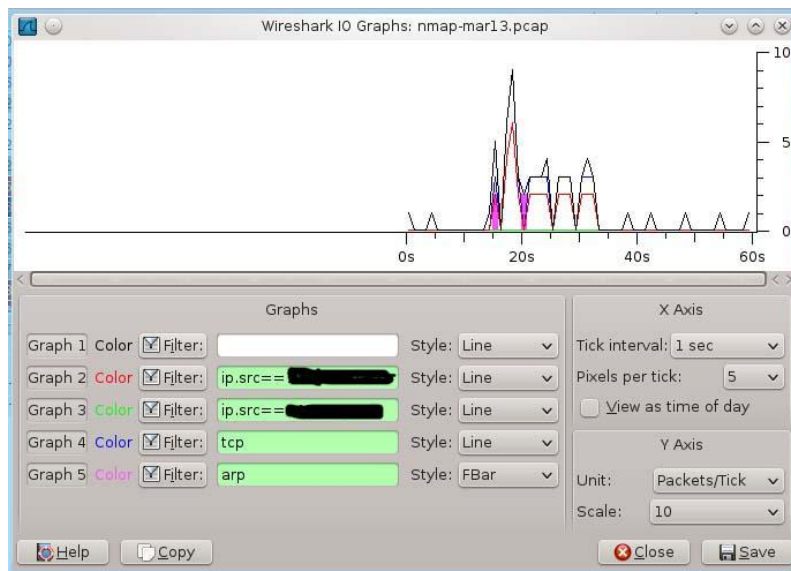 Wireshark IO Graphs: nmap-mar13.pcap
10
5
0
0s 20s 40s 60s
Graphs
Graph 1 Color Filter: Style: Line
Graph 2 Color Filter: ip.src== Style: Line
Graph 3 Color Filter: ip.src== Style: Line
Graph 4 Color Filter: tcp Style: Line
Graph 5 Color Filter: arp Style: FBar
X Axis
Tick interval: 1 sec
Pixels per tick: 5
View as time of day
Y Axis
Unit: Packets/Tick
Scale: 10
Help Copy Close Save